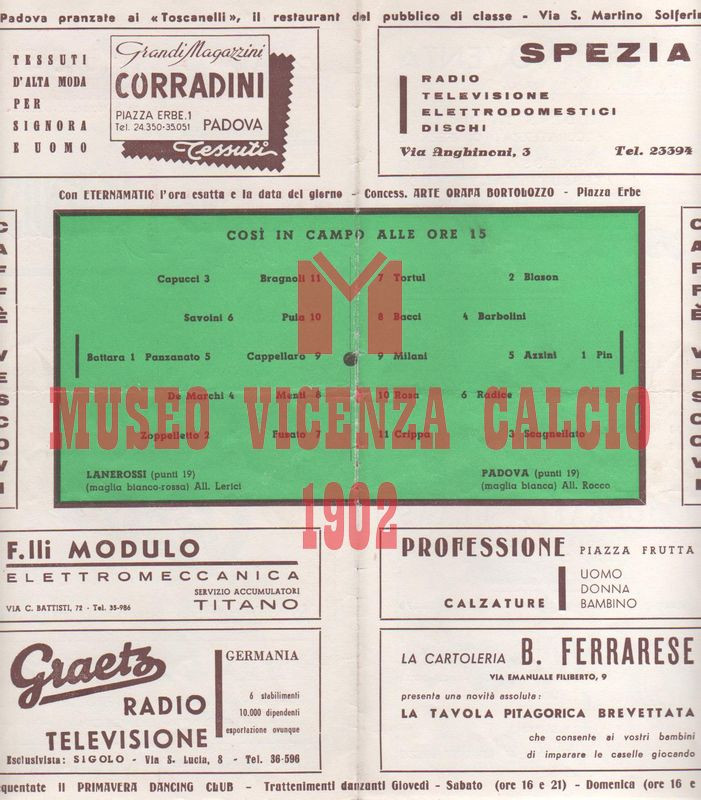 Padova pranzate ai «Toscanelli», il restaurant del pubblico di classe - Via S. Martino Solferin
TESSUTI
D'ALTA MODA
PER
SIGNORA
E UOMO
Grandi Magazzini
CORRADINI
PIAZZA ERBE, 1
Tel. 24.350-35.051 PADOVA
Tessuti
SPEZIA
RADIO
TELEVISIONE
ELETTRODOMESTICI
DISCHI
Via Anghinoni, 3 Tel. 23394
Con ETERNAMATIC l'ora esatta e la data del giorno - Concess. ARTE ORAFA BORTOLOZZO - Piazza Erbe
CAFFÈ VESCOVI
COSÌ IN CAMPO ALLE ORE 15
Capucci 3 Bragnoli 11 7 Tortul 2 Blason
Savoini 6 Pula 10 8 Bacci 4 Barbolini
Battara 1 Panzanato 5 Cappellaro 9 9 Milani 5 Azzini 1 Pin
De Marchi 4 Menti 8 10 Rosa 6 Radice
Zoppelletto 2 Fusato 7 11 Crippa 3 Scagnellato
LANEROSSI (punti 19)
(maglia bianco-rossa) All. Lerici
PADOVA (punti 19)
(maglia bianca) All. Rocco
CAFFÈ VESCOVI
MUSEO VICENZA CALCIO
1902
F.lli MODULO
ELETTROMECCANICA
SERVIZIO ACCUMULATORI
VIA C. BATTISTI, 72 - Tel. 35-986 TITANO
PROFESSIONE PIAZZA FRUTTA
CALZATURE
UOMO
DONNA
BAMBINO
Graetz
RADIO
TELEVISIONE
GERMANIA
6 stabilimenti
10.000 dipendenti
esportazione ovunque
Esclusivista: SIGOLO - Via S. Lucia, 8 - Tel. 36-596
LA CARTOLERIA B. FERRARESE
VIA EMANUALE FILIBERTO, 9
presenta una novità assoluta:
LA TAVOLA PITAGORICA BREVETTATA
che consente ai vostri bambini
di imparare le caselle giocando
equentate Il PRIMAVERA DANCING CLUB - Trattenimenti danzanti Giovedì - Sabato (ore 16 e 21) - Domenica (ore 16 e